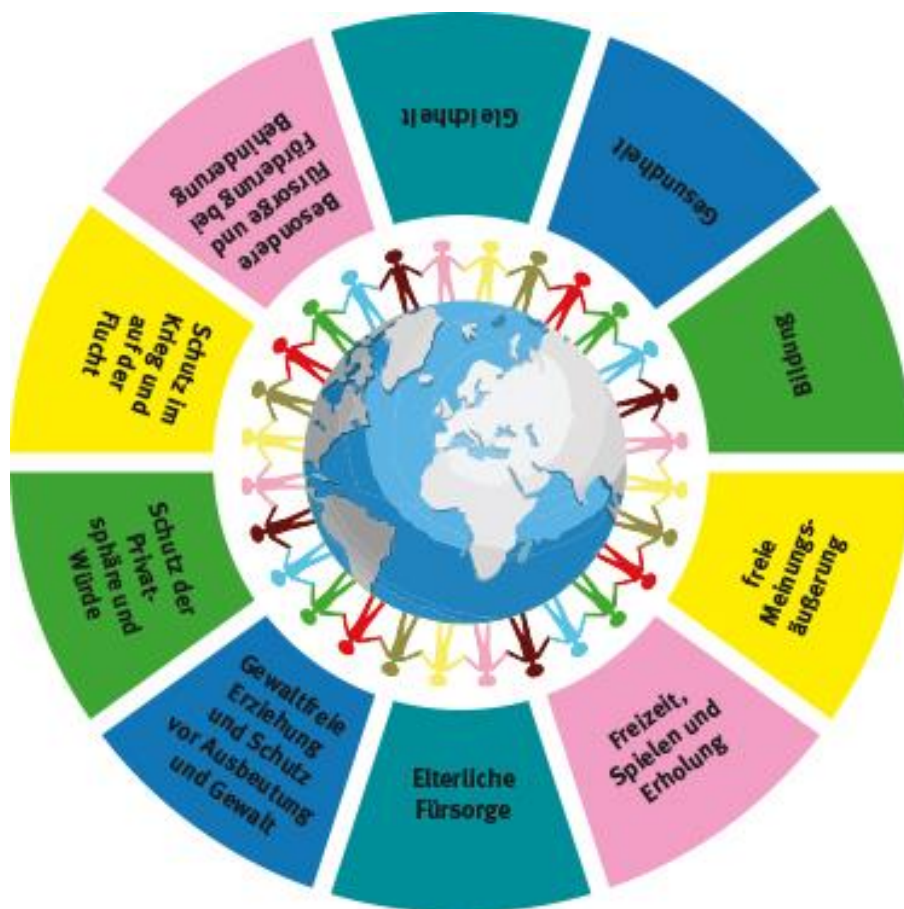 Gleichheit
Gesundheit
Bildung
freie
Meinungs-
äußerung
Freizeit,
Spielen und
Erholung
Elterliche
Fürsorge
Gewaltfreie
Erziehung
und Schutz
vor Ausbeutung
und Gewalt
Schutz der
Privat-
sphäre und
Würde
Schutz im
Krieg und
auf der
Flucht
Besondere
Fürsorge und
Förderung bei
Behinderung